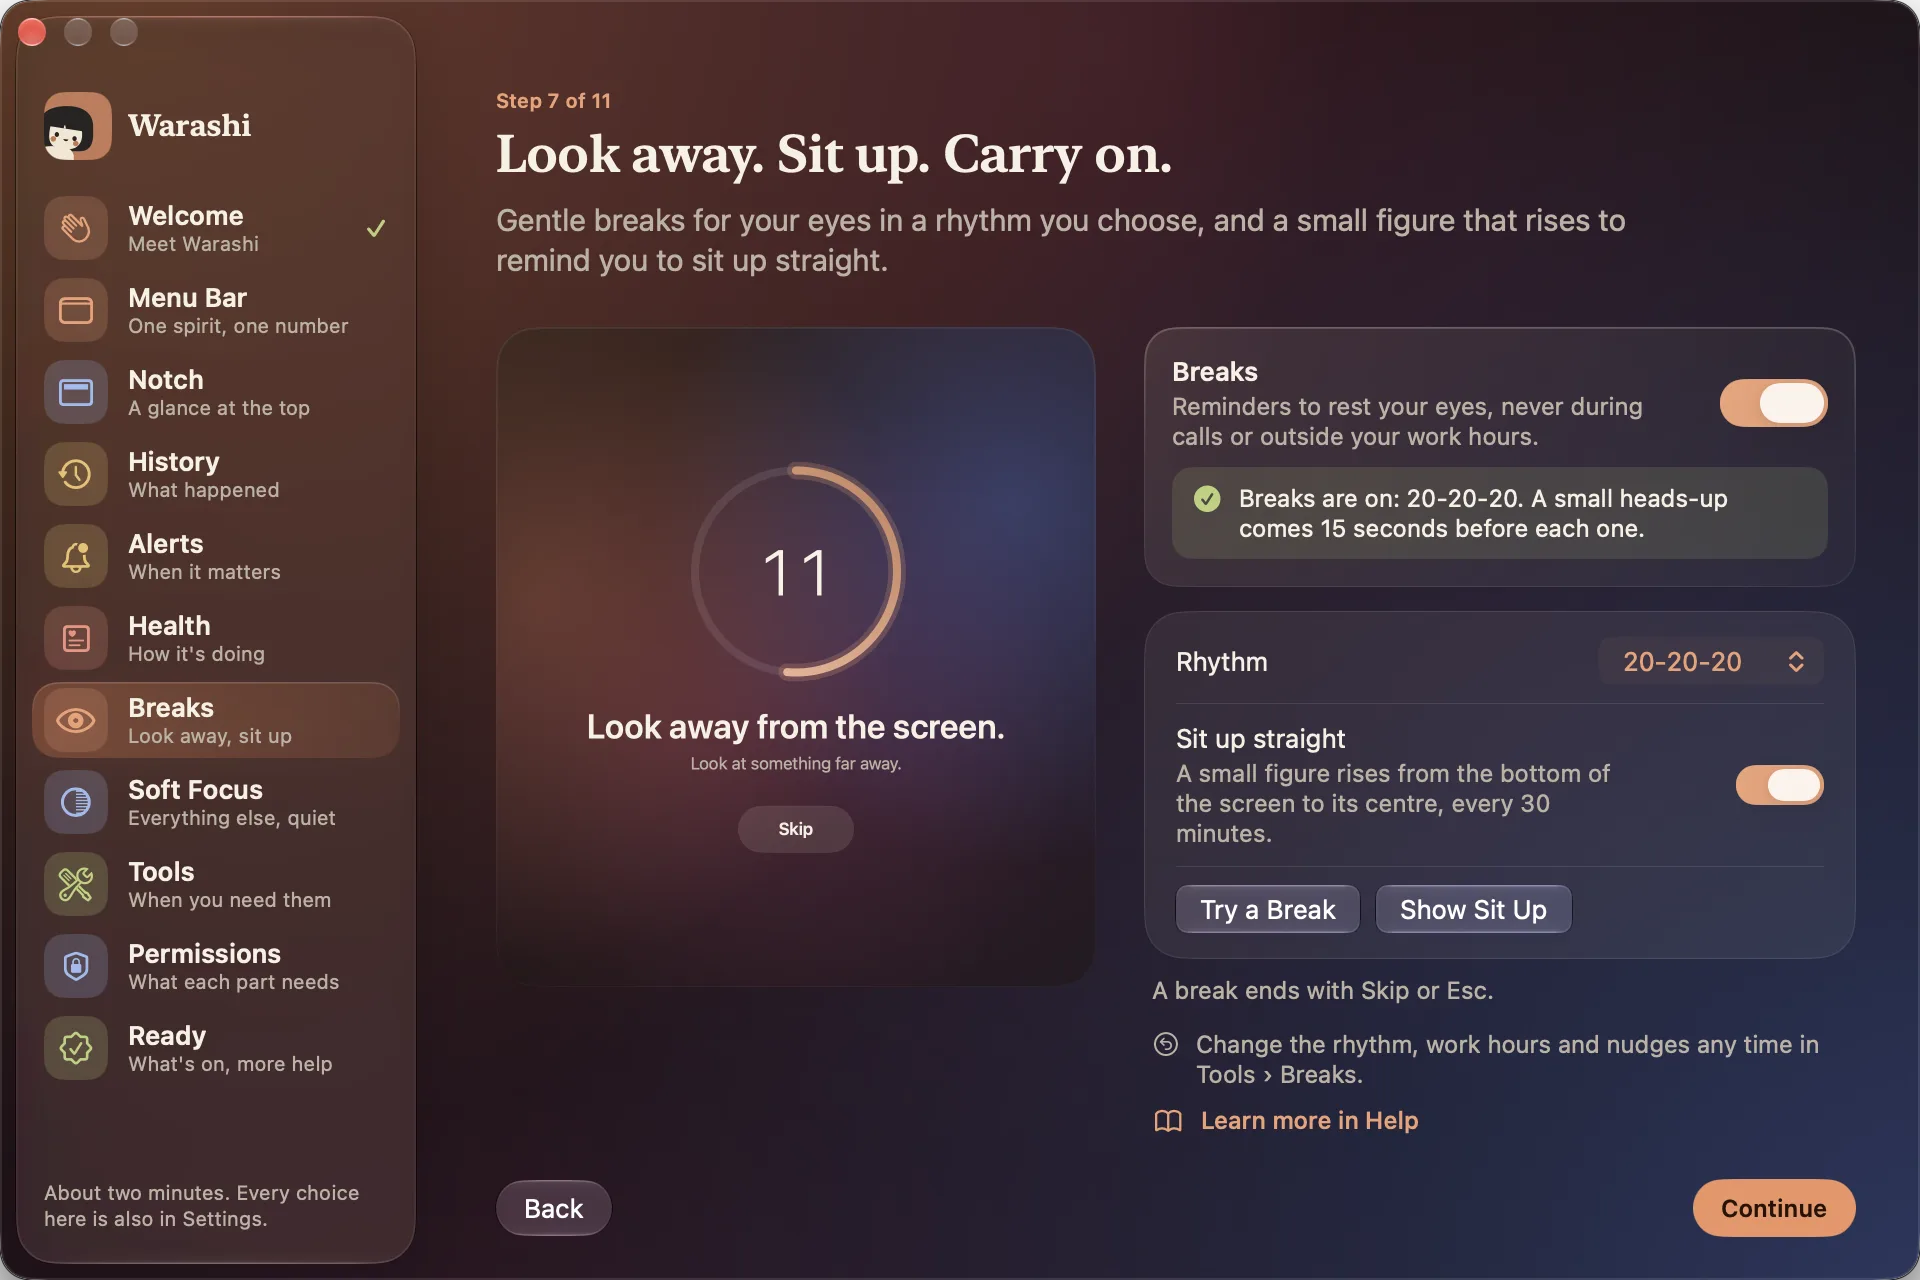 Warashi
Welcome
Meet Warashi
Menu Bar
One spirit, one number
Notch
A glance at the top
History
What happened
Alerts
When it matters
Health
How it's doing
Breaks
Look away, sit up
Soft Focus
Everything else, quiet
Tools
When you need them
Permissions
What each part needs
Ready
What's on, more help
About two minutes. Every choice
here is also in Settings.
Step 7 of 11
Look away. Sit up. Carry on.
Gentle breaks for your eyes in a rhythm you choose, and a small figure that rises to
remind you to sit up straight.
11
Look away from the screen.
Look at something far away.
Skip
Breaks
Reminders to rest your eyes, never during
calls or outside your work hours.
Breaks are on: 20-20-20. A small heads-up
comes 15 seconds before each one.
Rhythm
20-20-20
Sit up straight
A small figure rises from the bottom of
the screen to its centre, every 30
minutes.
Try a Break
Show Sit Up
A break ends with Skip or Esc.
Change the rhythm, work hours and nudges any time in
Tools › Breaks.
Learn more in Help
Back
Continue